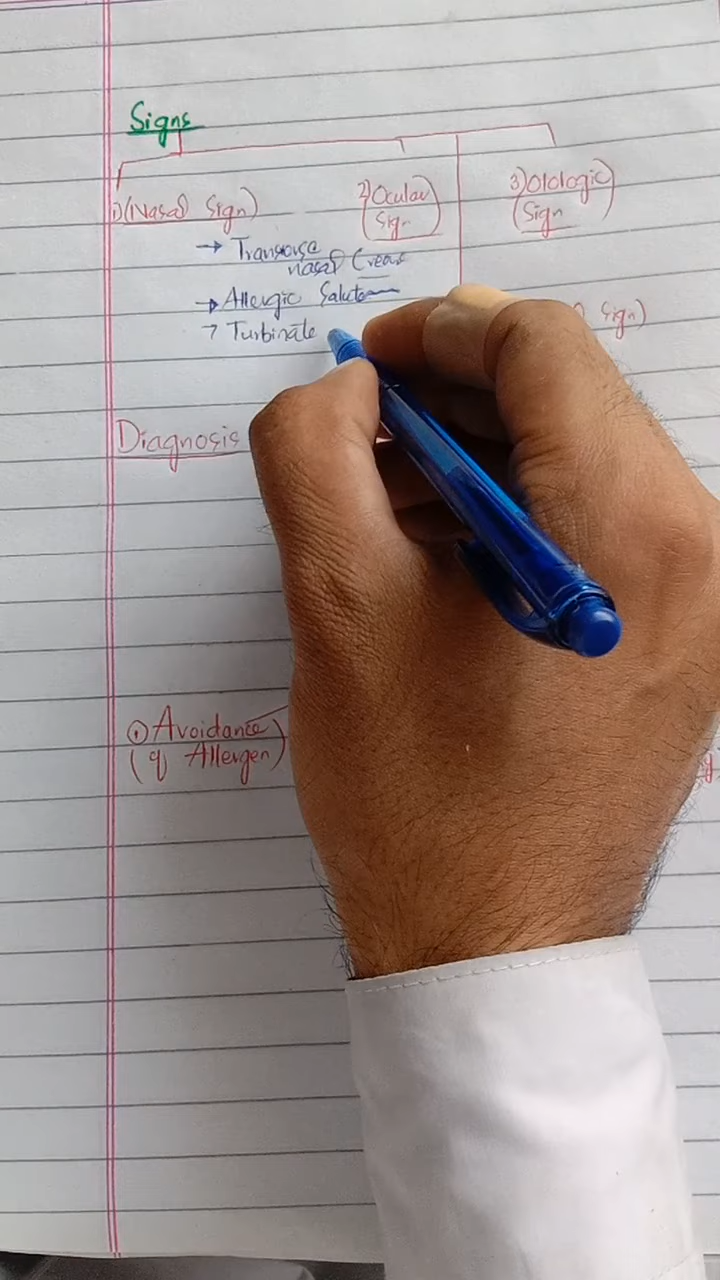 Signs
1) (Nasal Sign)
2) Ocular
Sign
3) Otologic
(Sign
→ Transverse
nasal Crease
→ Allergic Salute
→ Turbinate
Sign)
Diagnosis
① Avoidance
(of Allergen)